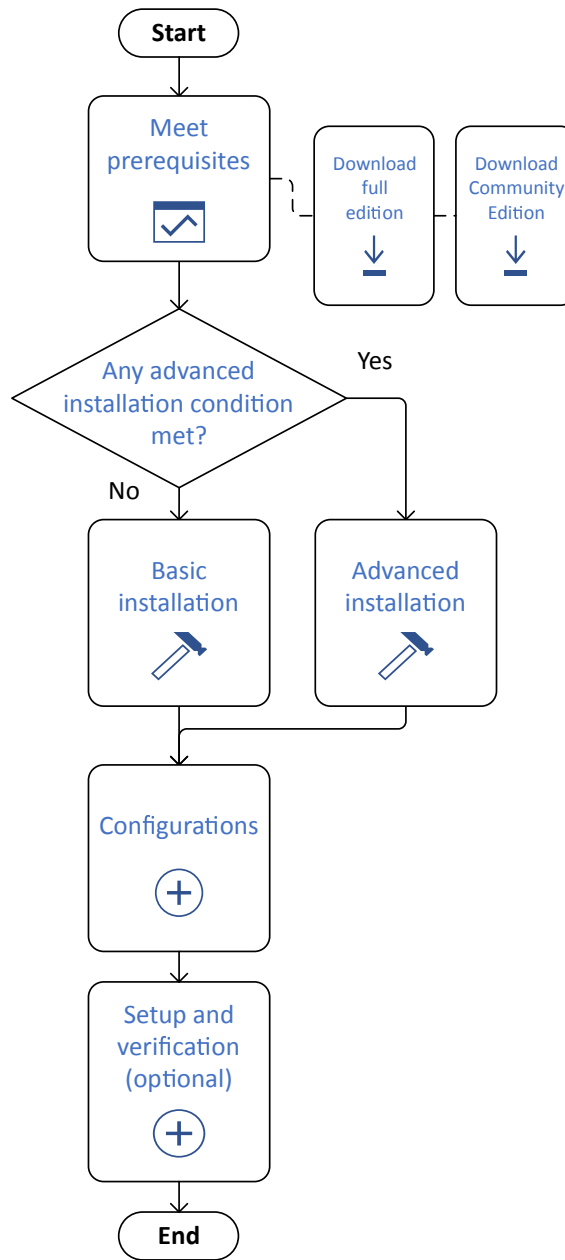 Start
Meet
prerequisites
Download
full
edition
Download
Community
Edition
Any advanced
installation condition
met?
Yes
No
Basic
installation
Advanced
installation
Configurations
Setup and
verification
(optional)
End